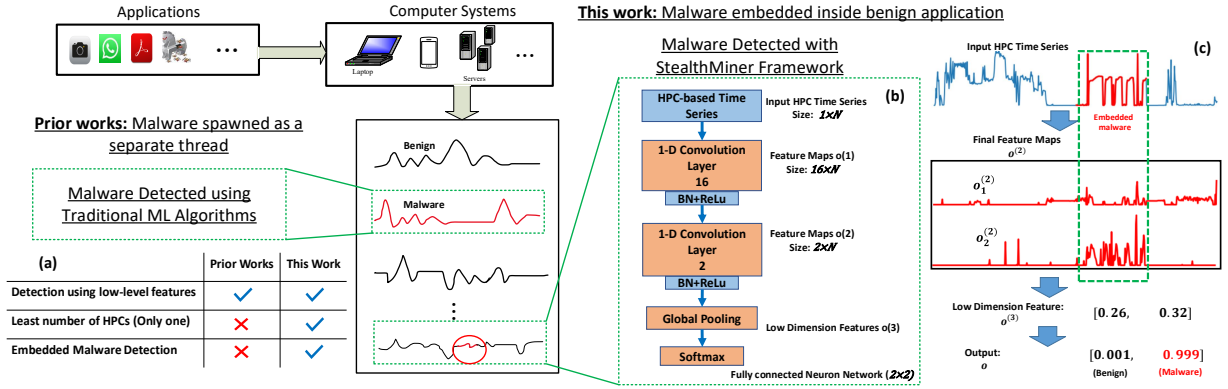 Applications
Computer Systems
Laptop
Servers
This work: Malware embedded inside benign application
Prior works: Malware spawned as a
separate thread
Malware Detected using
Traditional ML Algorithms
Benign
Malware
(a)
Prior Works
This Work
Detection using low-level features
Least number of HPCs (Only one)
Embedded Malware Detection
Malware Detected with
StealthMiner Framework
(b)
HPC-based Time
Series
Input HPC Time Series
Size: 1×N
1-D Convolution
Layer
16
Feature Maps o(1)
Size: 16×N
BN+ReLu
1-D Convolution
Layer
2
Feature Maps o(2)
Size: 2×N
BN+ReLu
Global Pooling
Low Dimension Features o(3)
Softmax
Fully connected Neuron Network (2×2)
(c)
Input HPC Time Series
Embedded
malware
Final Feature Maps
o^(2)
o_1^(2)
o_2^(2)
Low Dimension Feature:
o^(3)
[0.26, 0.32]
Output:
o
[0.001, 0.999]
(Benign) (Malware)